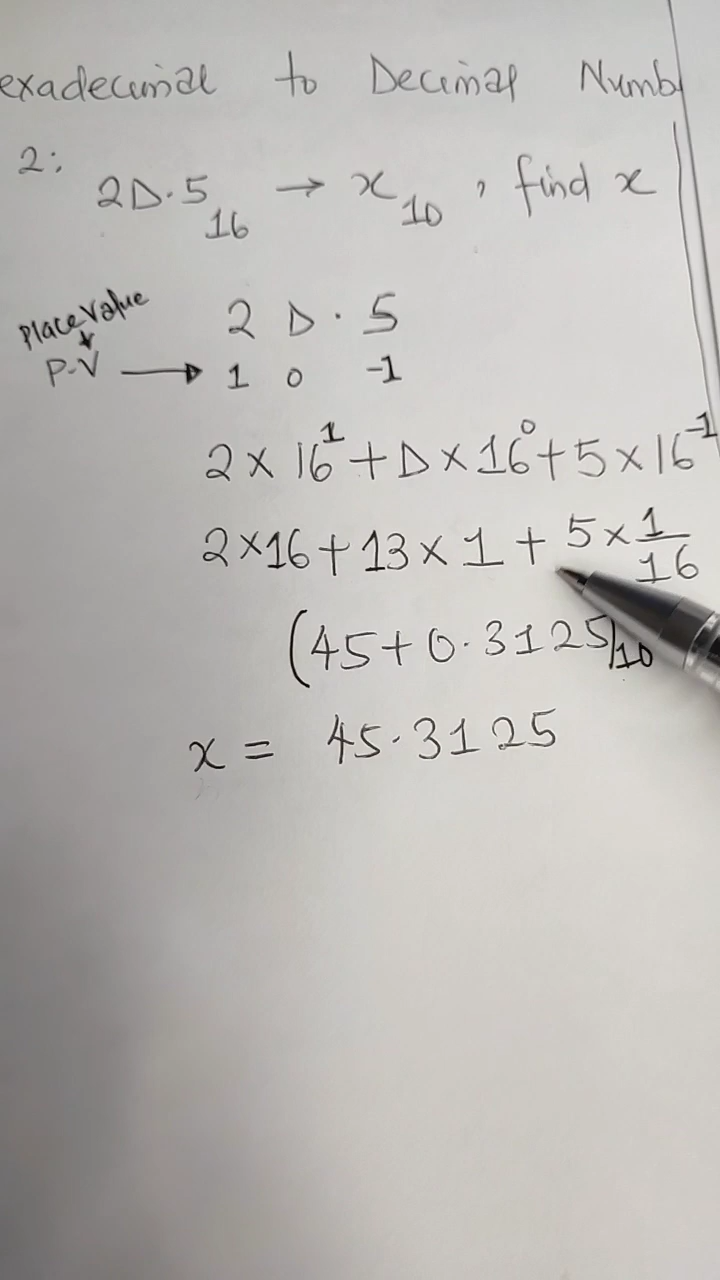 exadecimal to Decimal Numb
2:
2D.5₁₆ → x₁₀, find x
Place Value
P.V → 1 0 -1
2 D . 5
2 × 16¹ + D × 16⁰ + 5 × 16⁻¹
2 × 16 + 13 × 1 + 5 × 1/16
(45 + 0.3125)₁₀
x = 45.3125